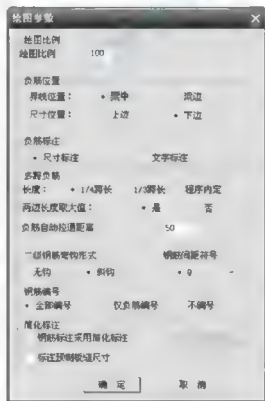 绘图参数
绘图比例
绘图比例 100
负筋位置
界线位置： 梁中 梁边
尺寸位置： 上边 下边
负筋标注
尺寸标注 文字标注
多跨负筋
长度： 1/4跨长 1/3跨长 程序内定
两边长度取大值： 是 否
负筋自动拉通距离 50
二级钢筋弯钩形式 钢筋间距符号
无钩 斜钩 @ -
钢筋编号
全部编号 仅负筋编号 不编号
简化标注
钢筋标注采用简化标注
标注预制板缝尺寸
确定 取消